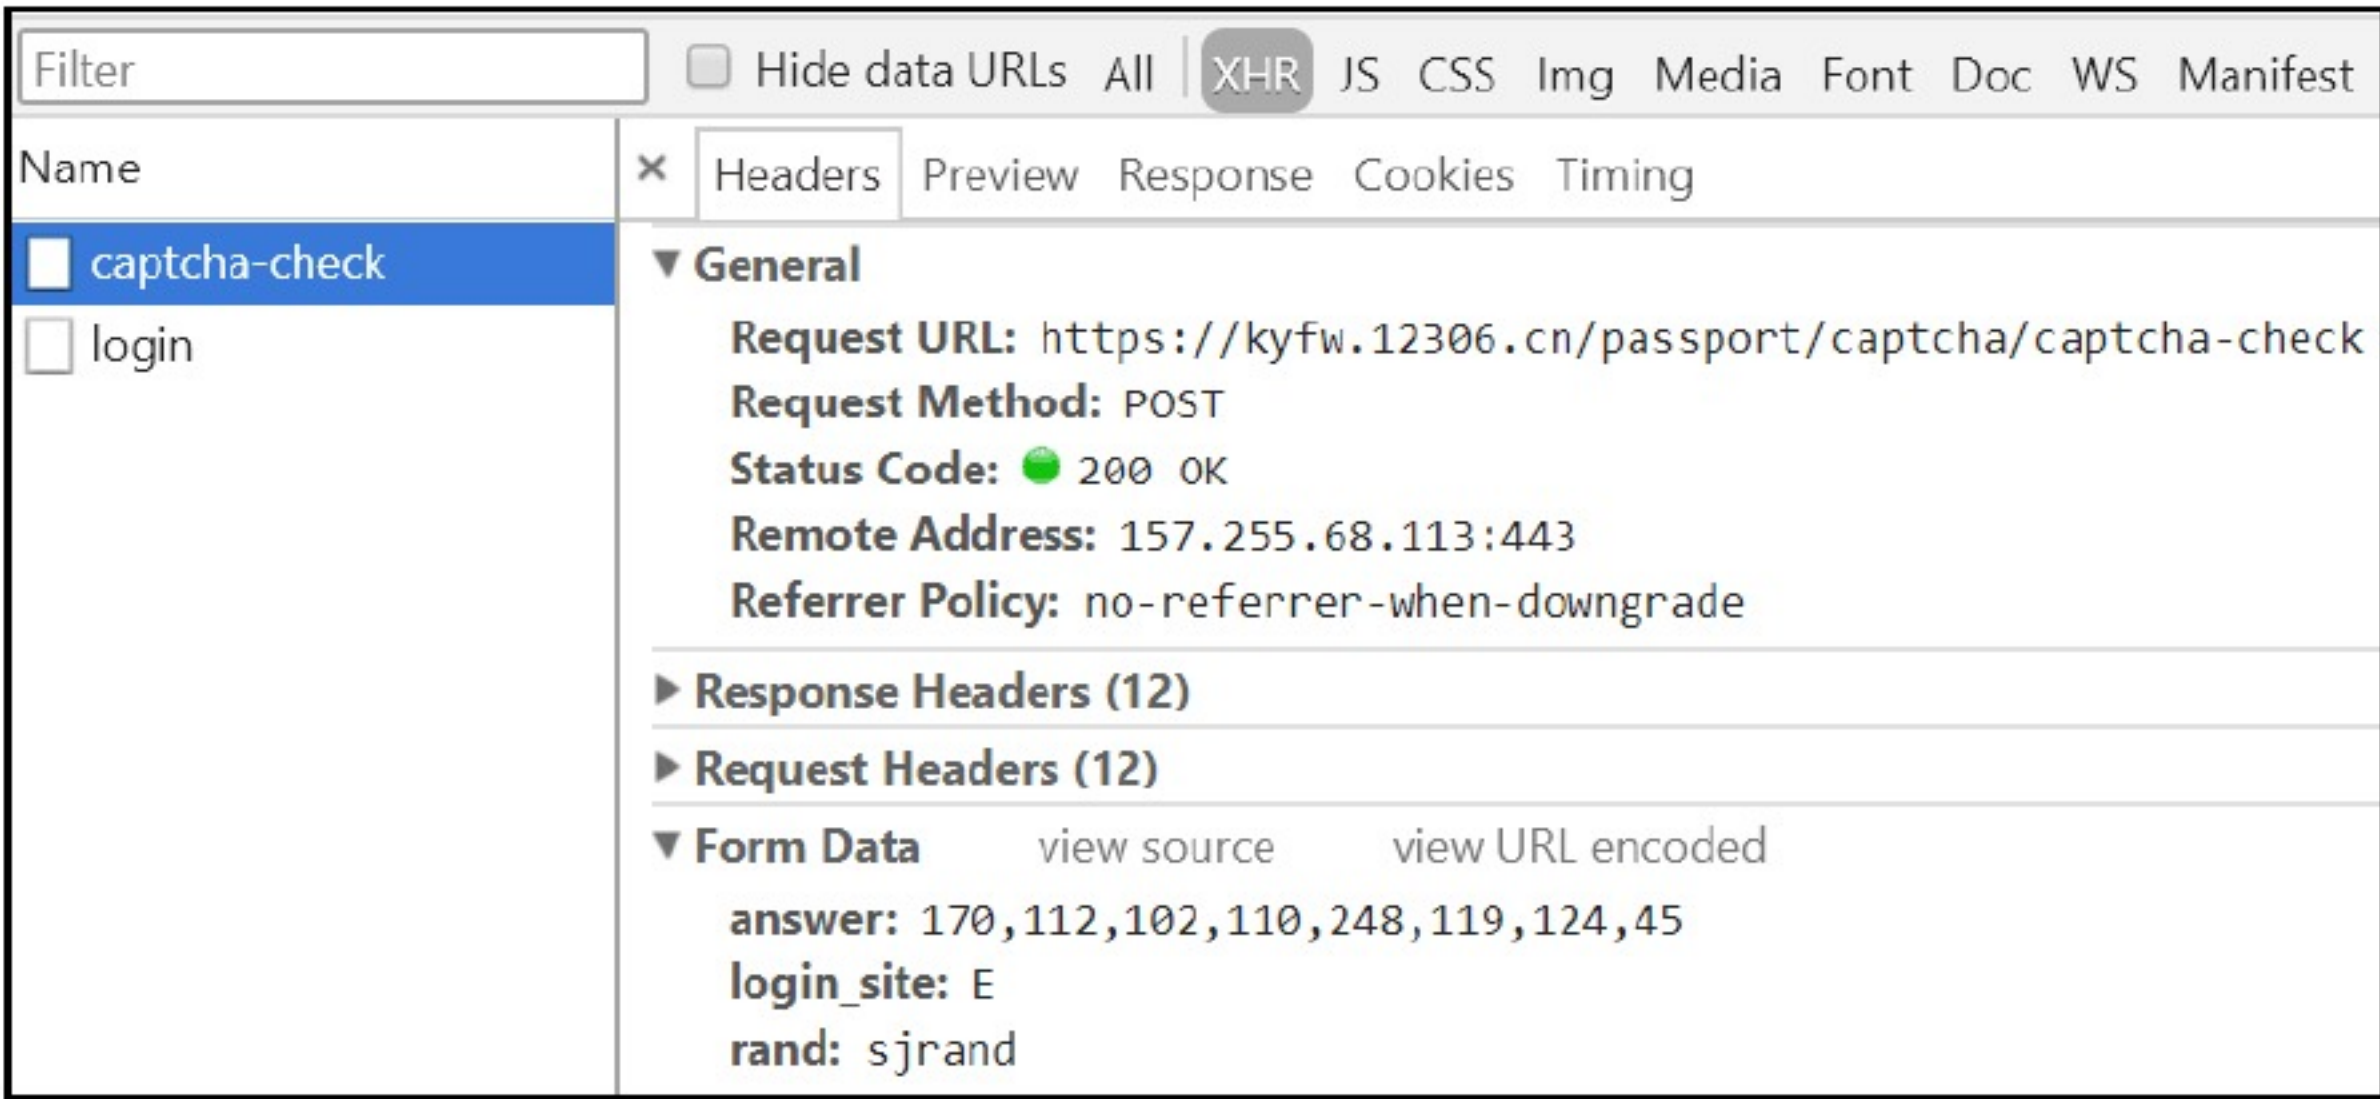 Filter Hide data URLs All XHR JS CSS Img Media Font Doc WS Manifest
Name
captcha-check
login
× Headers Preview Response Cookies Timing
▼ General
Request URL: https://kyfw.12306.cn/passport/captcha/captcha-check
Request Method: POST
Status Code: 200 OK
Remote Address: 157.255.68.113:443
Referrer Policy: no-referrer-when-downgrade
▶ Response Headers (12)
▶ Request Headers (12)
▼ Form Data view source view URL encoded
answer: 170,112,102,110,248,119,124,45
login_site: E
rand: sjrand